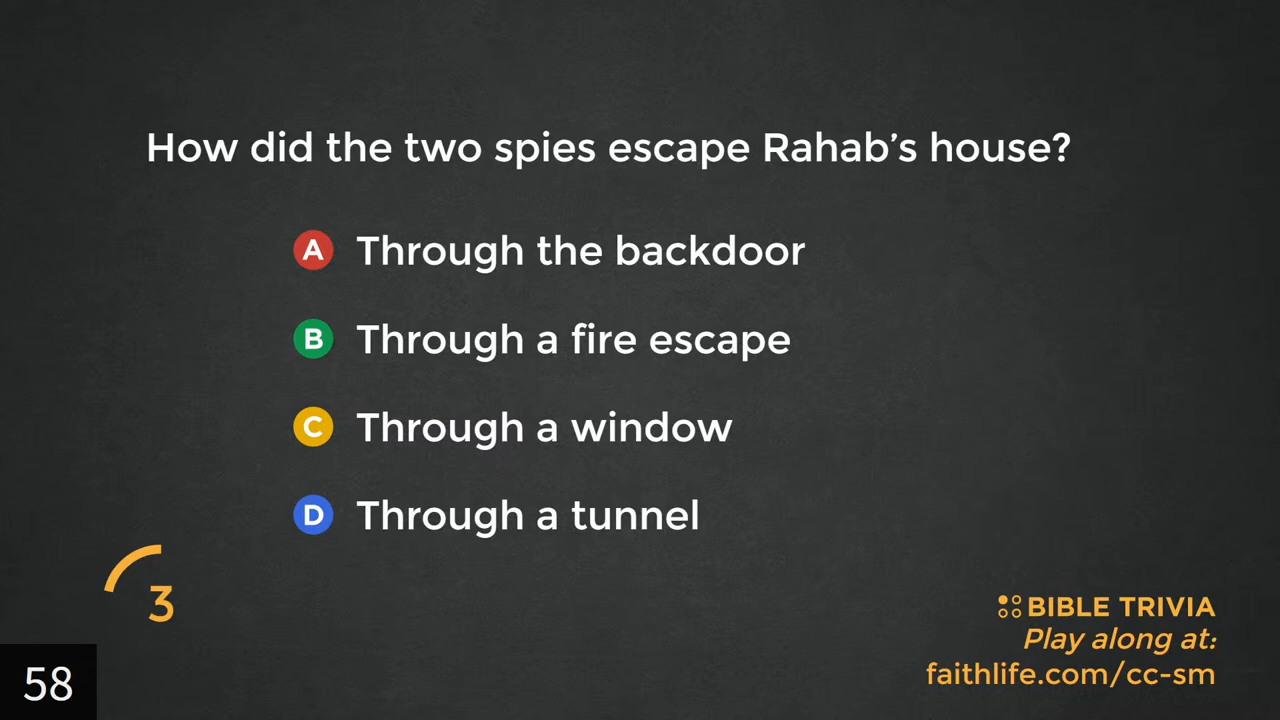 How did the two spies escape Rahab’s house?
A Through the backdoor
B Through a fire escape
C Through a window
D Through a tunnel
3
BIBLE TRIVIA
Play along at:
faithlife.com/cc-sm
58